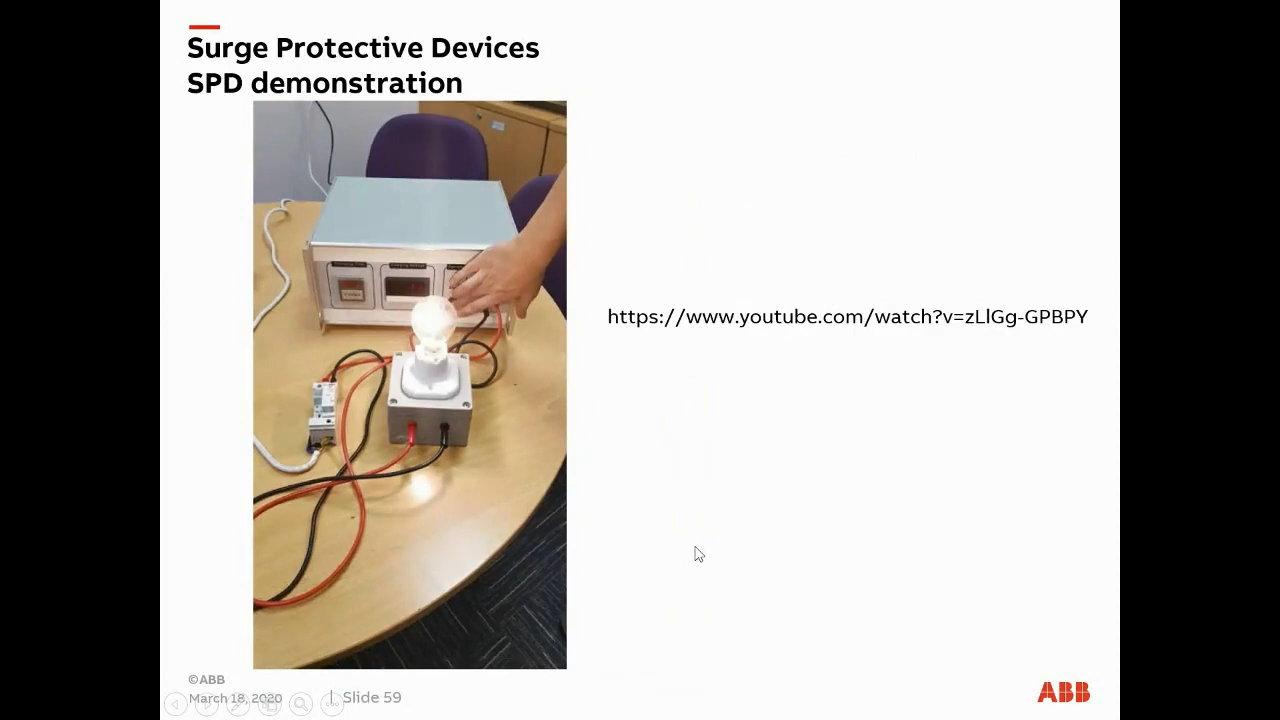 Surge Protective Devices
SPD demonstration
https://www.youtube.com/watch?v=zLlGg-GPBPY
©ABB
March 18, 2020
Slide 59
ABB